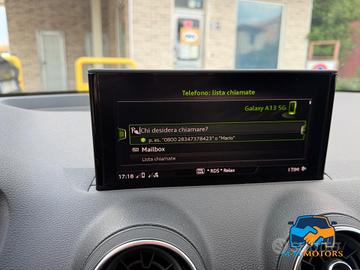 Telefono: lista chiamate
Galaxy A13 5G
Chi desidera chiamare?
p. es. "0800 28347378423" o "Mario"
Mailbox
Lista chiamate
17:18
* RDS* Relax
I TIM
MOTORS